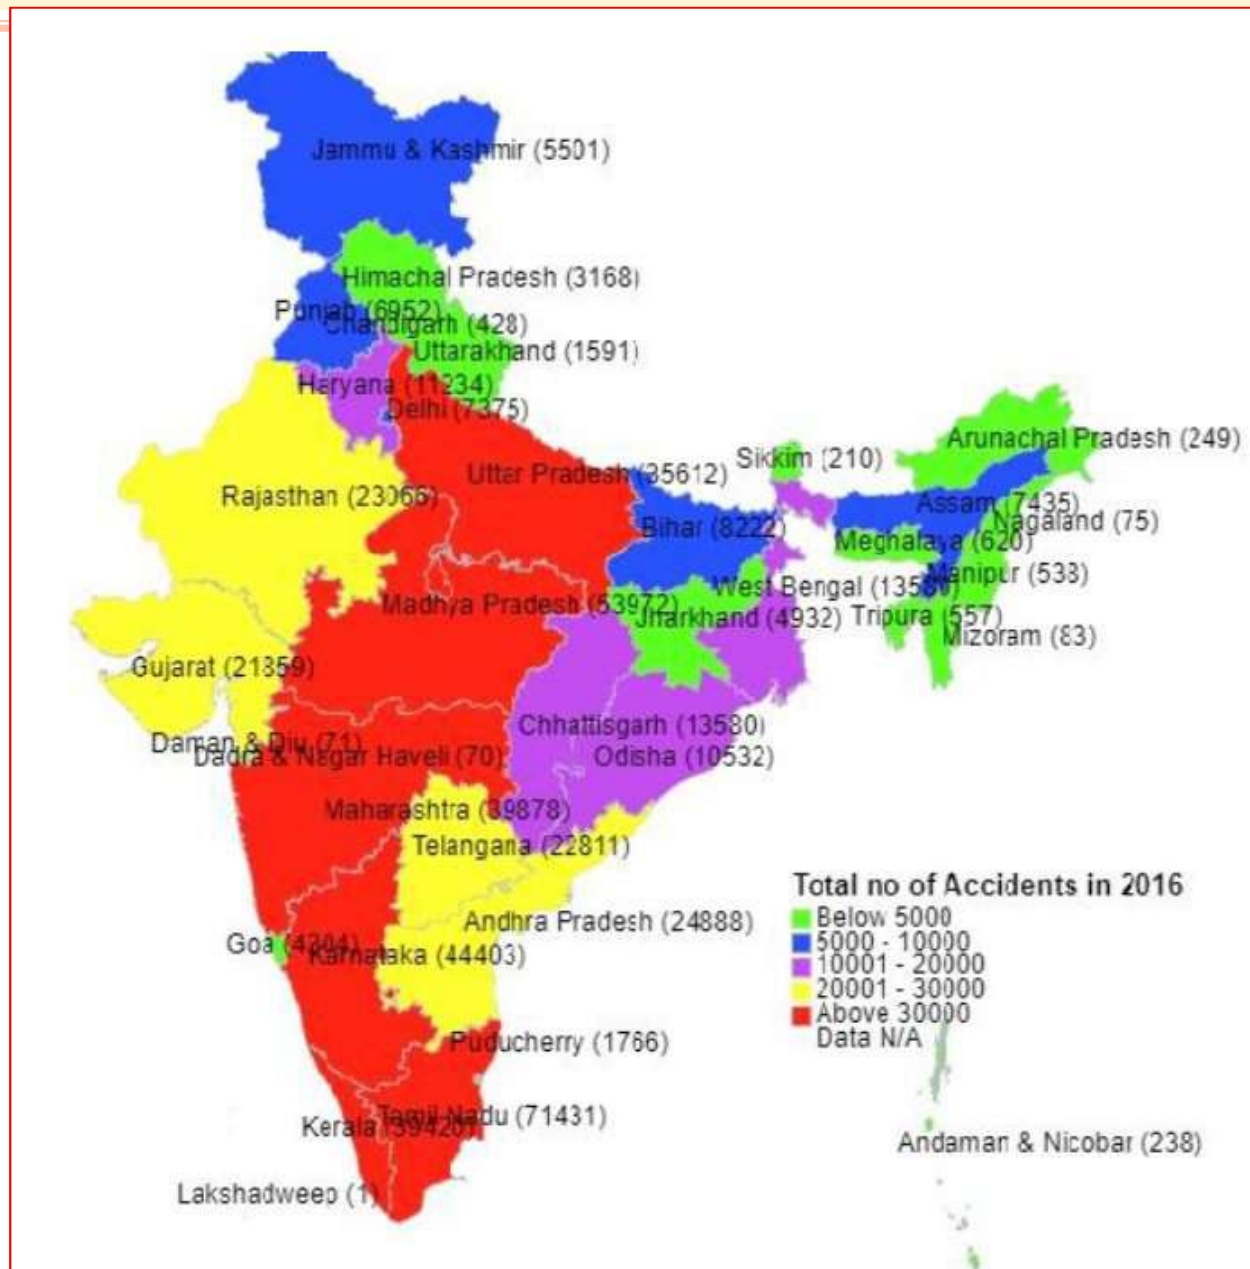 Jammu & Kashmir (5501)
Himachal Pradesh (3168)
Punjab (6952)
Chandigarh (428)
Uttarakhand (1591)
Haryana (11234)
Delhi (7375)
Arunachal Pradesh (249)
Sikkim (210)
Uttar Pradesh (35612)
Rajasthan (23066)
Assam (7435)
Nagaland (75)
Bihar (8222)
Meghalaya (620)
Manipur (538)
West Bengal
Madhya Pradesh (53972)
Jharkhand (4932)
Tripura (557)
Mizoram (83)
Gujarat (21859)
Chhattisgarh (13580)
Daman & Diu (71)
Dadra & Nagar Haveli (70)
Odisha (10532)
Maharashtra (39878)
Telangana (22811)
Total no of Accidents in 2016
Below 5000
5000 - 10000
10001 - 20000
20001 - 30000
Above 30000
Data N/A
Andhra Pradesh (24888)
Goa (4304)
Karnataka (44403)
Puducherry (1766)
Tamil Nadu (71431)
Kerala (39420)
Andaman & Nicobar (238)
Lakshadweep (1)